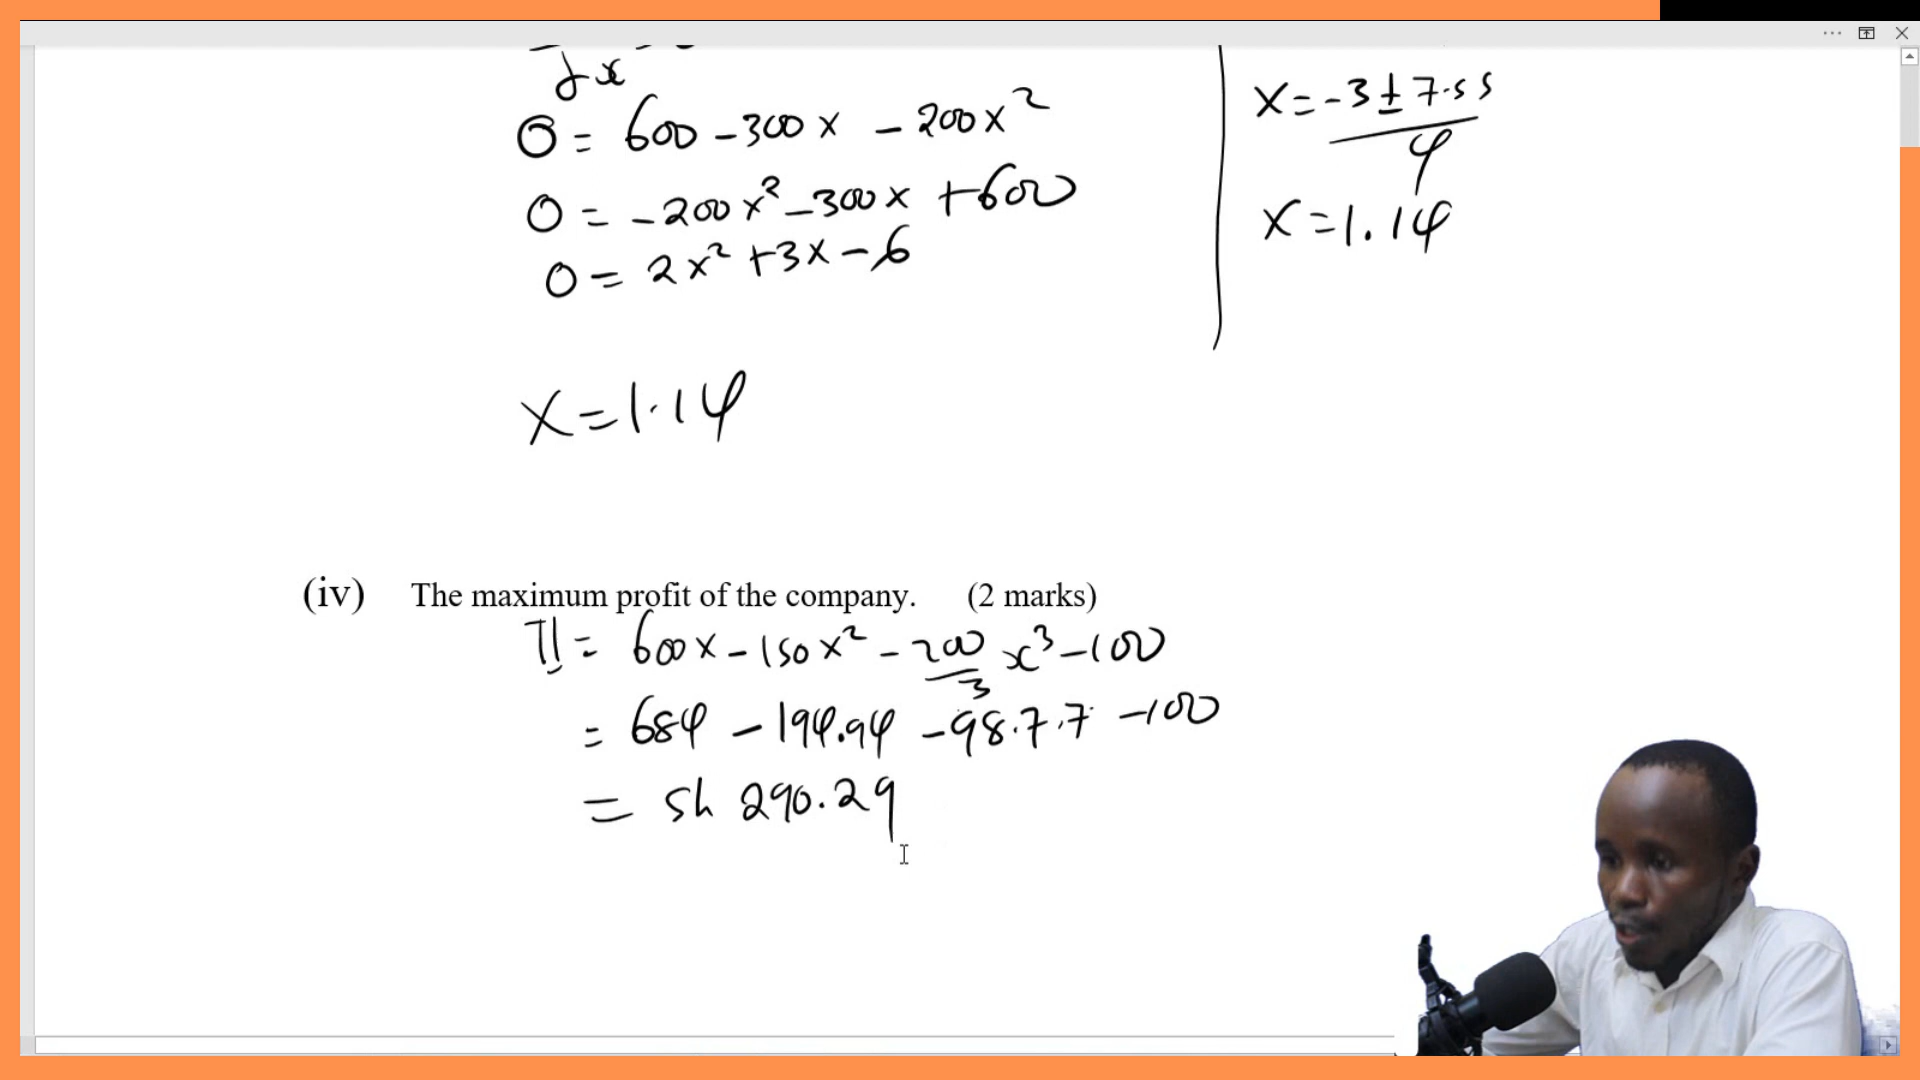 dx
0 = 600 - 300x - 200x²
0 = -200x² - 300x + 600
0 = 2x² + 3x - 6
x = 1.14
x = -3 ± 7.55
4
x = 1.14
(iv) The maximum profit of the company. (2 marks)
Π = 600x - 150x² - 200/3 x³ - 100
= 684 - 194.94 - 98.7.7 - 100
= sh 290.29